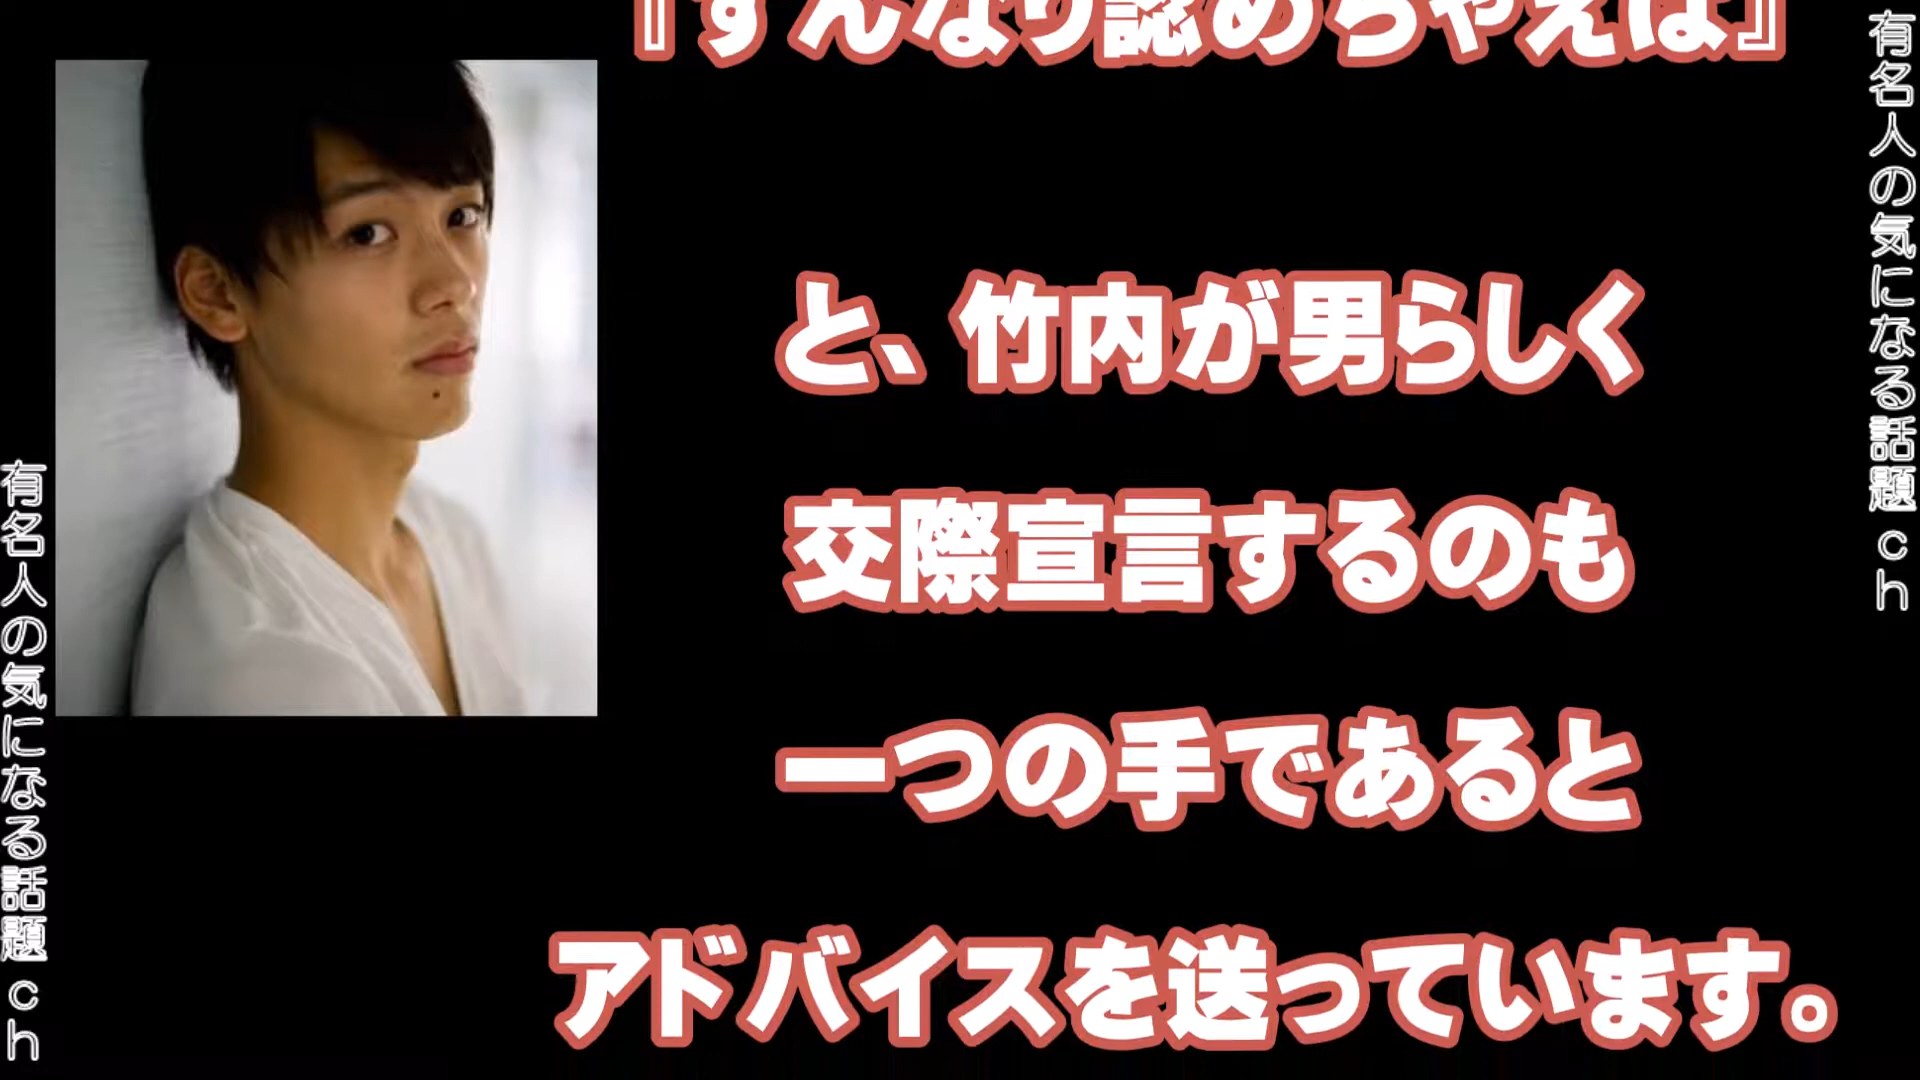 『すんなり認めちゃえば』
と、竹内が男らしく
交際宣言するのも
一つの手であると
アドバイスを送っています。
有名人の気になる話題ch
有名人の気になる話題ch